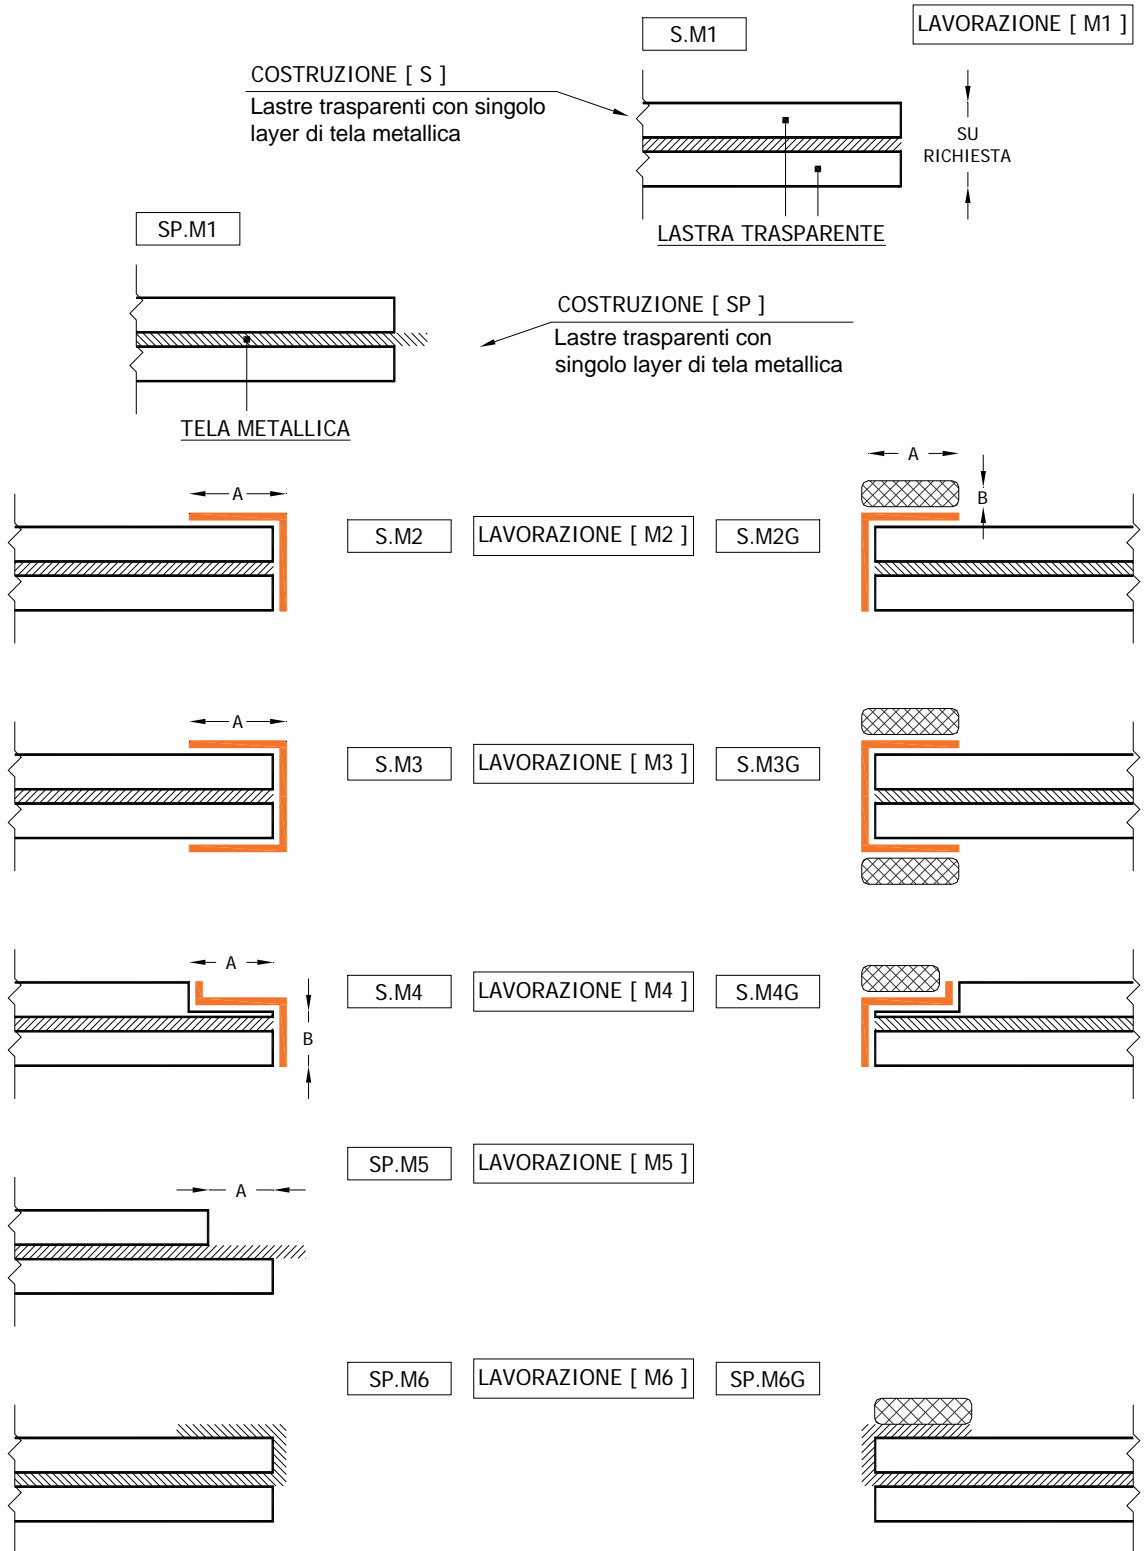 S.M1
LAVORAZIONE [ M1 ]
COSTRUZIONE [ S ]
Lastre trasparenti con singolo
layer di tela metallica
SU
RICHIESTA
LASTRA TRASPARENTE
SP.M1
COSTRUZIONE [ SP ]
Lastre trasparenti con
singolo layer di tela metallica
TELA METALLICA
A
A
B
S.M2
LAVORAZIONE [ M2 ]
S.M2G
A
S.M3
LAVORAZIONE [ M3 ]
S.M3G
A
S.M4
LAVORAZIONE [ M4 ]
S.M4G
B
SP.M5
LAVORAZIONE [ M5 ]
A
SP.M6
LAVORAZIONE [ M6 ]
SP.M6G